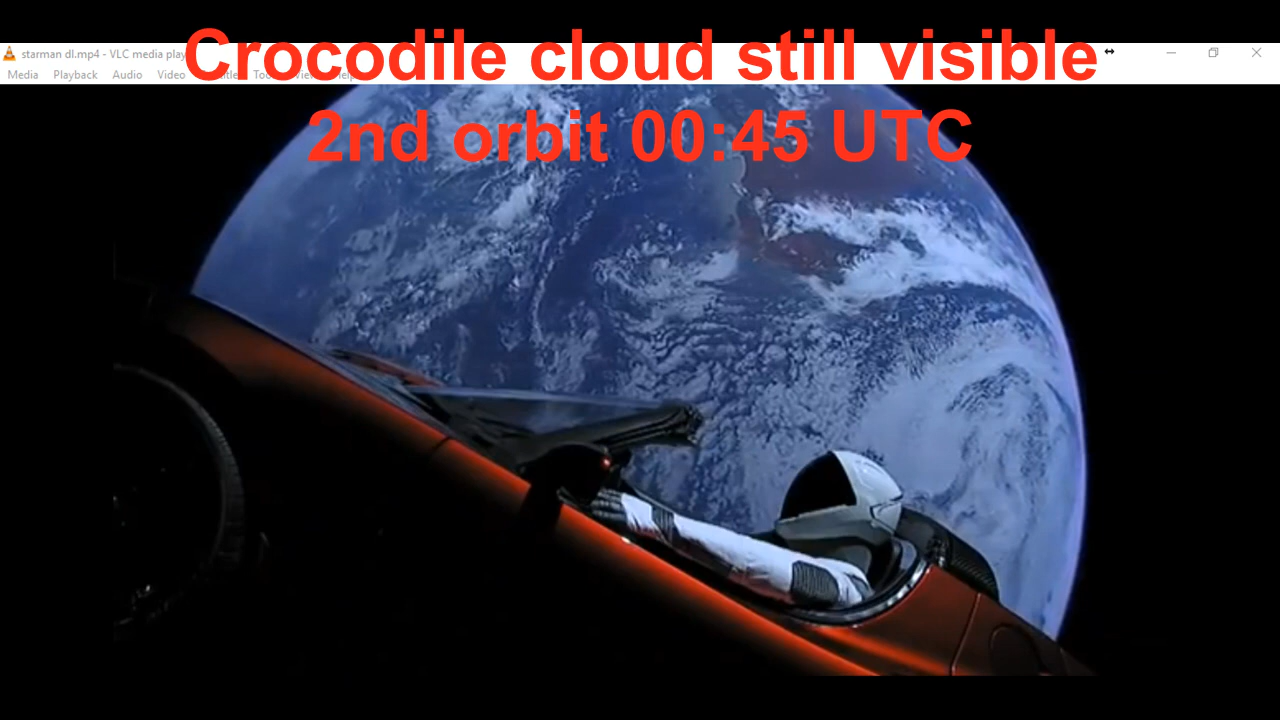 Crocodile cloud still visible
starman dl.mp4 - VLC media play
Media Playback Audio Video
2nd orbit 00:45 UTC